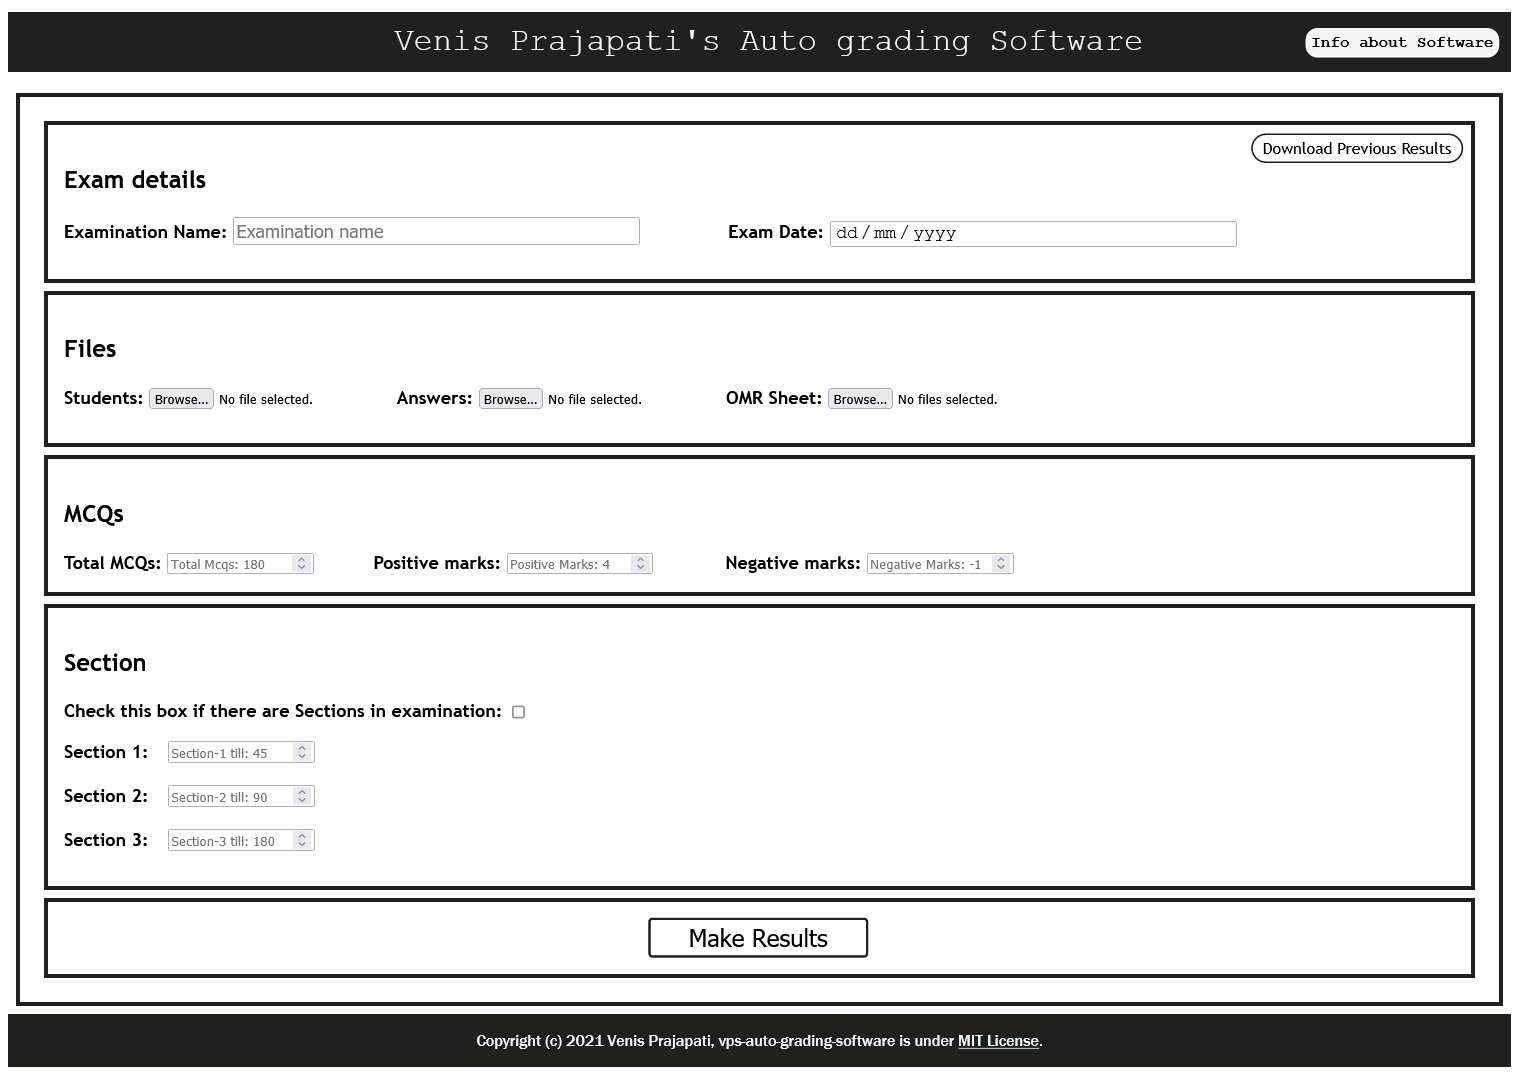 Venis Prajapati's Auto grading Software
Info about Software
Download Previous Results
Exam details
Examination Name: Examination name Exam Date: dd / mm / yyyy
Files
Students: Browse... No file selected. Answers: Browse... No file selected. OMR Sheet: Browse... No files selected.
MCQs
Total MCQs: Total Mcqs: 180 Positive marks: Positive Marks: 4 Negative marks: Negative Marks: -1
Section
Check this box if there are Sections in examination:
Section 1: Section-1 till: 45
Section 2: Section-2 till: 90
Section 3: Section-3 till: 180
Make Results
Copyright (c) 2021 Venis Prajapati, vps-auto-grading-software is under MIT License.